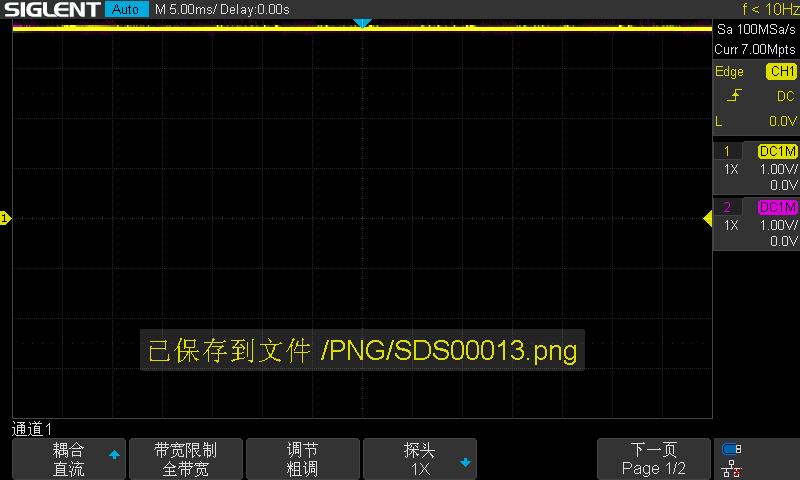 SIGLENT Auto M 5.00ms/ Delay:0.00s f < 10Hz
Sa 100MSa/s
Curr 7.00Mpts
Edge CH1
DC
L 0.0V
1 DC1M
1X 1.00V/
0.0V
2 DC1M
1X 1.00V/
0.0V
1
已保存到文件 /PNG/SDS00013.png
通道1
耦合 带宽限制 调节 探头 下一页
直流 全带宽 粗调 1X Page 1/2